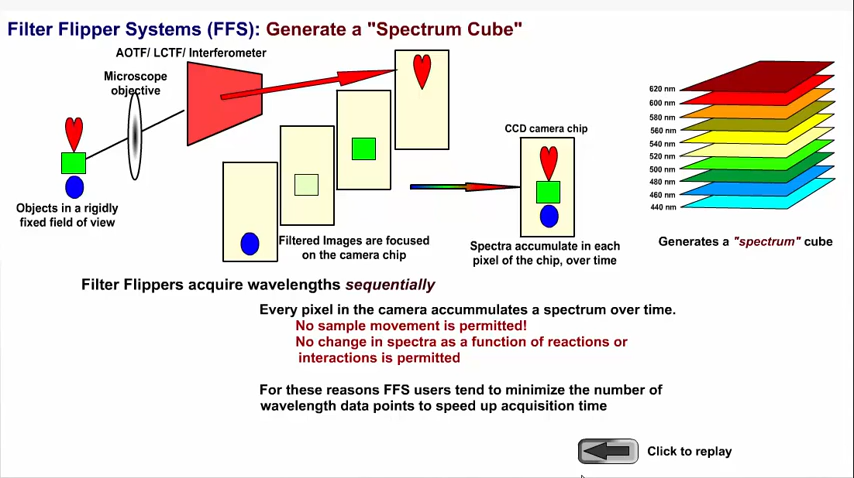 Filter Flipper Systems (FFS): Generate a "Spectrum Cube"
AOTF/ LCTF/ Interferometer
Microscope
objective
Objects in a rigidly
fixed field of view
Filtered Images are focused
on the camera chip
CCD camera chip
Spectra accumulate in each
pixel of the chip, over time
620 nm
600 nm
580 nm
560 nm
540 nm
520 nm
500 nm
480 nm
460 nm
440 nm
Generates a "spectrum" cube
Filter Flippers acquire wavelengths sequentially
Every pixel in the camera accummulates a spectrum over time.
No sample movement is permitted!
No change in spectra as a function of reactions or
interactions is permitted
For these reasons FFS users tend to minimize the number of
wavelength data points to speed up acquisition time
Click to replay